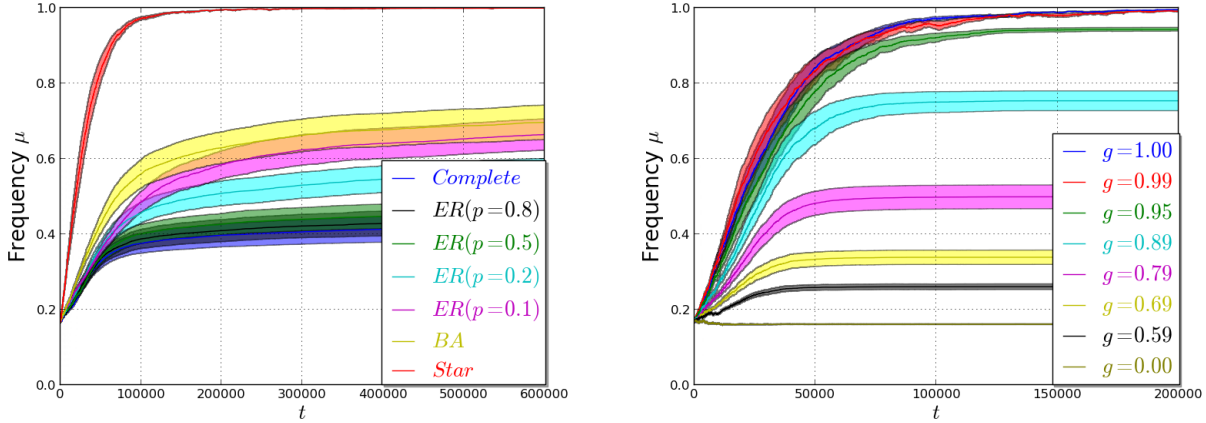 1.0
0.8
0.6
0.4
0.2
0.0
Frequency μ
0
100000
200000
300000
400000
500000
600000
t
Complete
ER(p=0.8)
ER(p=0.5)
ER(p=0.2)
ER(p=0.1)
BA
Star
1.0
0.8
0.6
0.4
0.2
0.0
Frequency μ
0
50000
100000
150000
200000
t
g=1.00
g=0.99
g=0.95
g=0.89
g=0.79
g=0.69
g=0.59
g=0.00